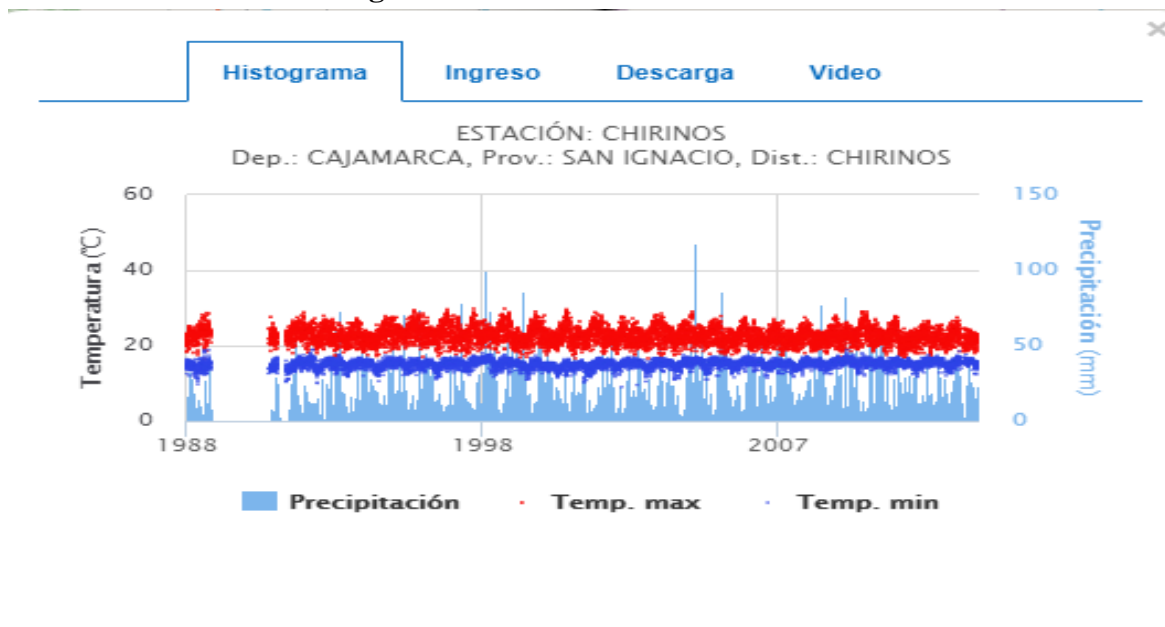 ×
Histograma Ingreso Descarga Video
ESTACIÓN: CHIRINOS
Dep.: CAJAMARCA, Prov.: SAN IGNACIO, Dist.: CHIRINOS
60 150
40 100
20 50
0 0
Temperatura (°C)
Precipitación (mm)
1988 1998 2007
Precipitación Temp. max Temp. min